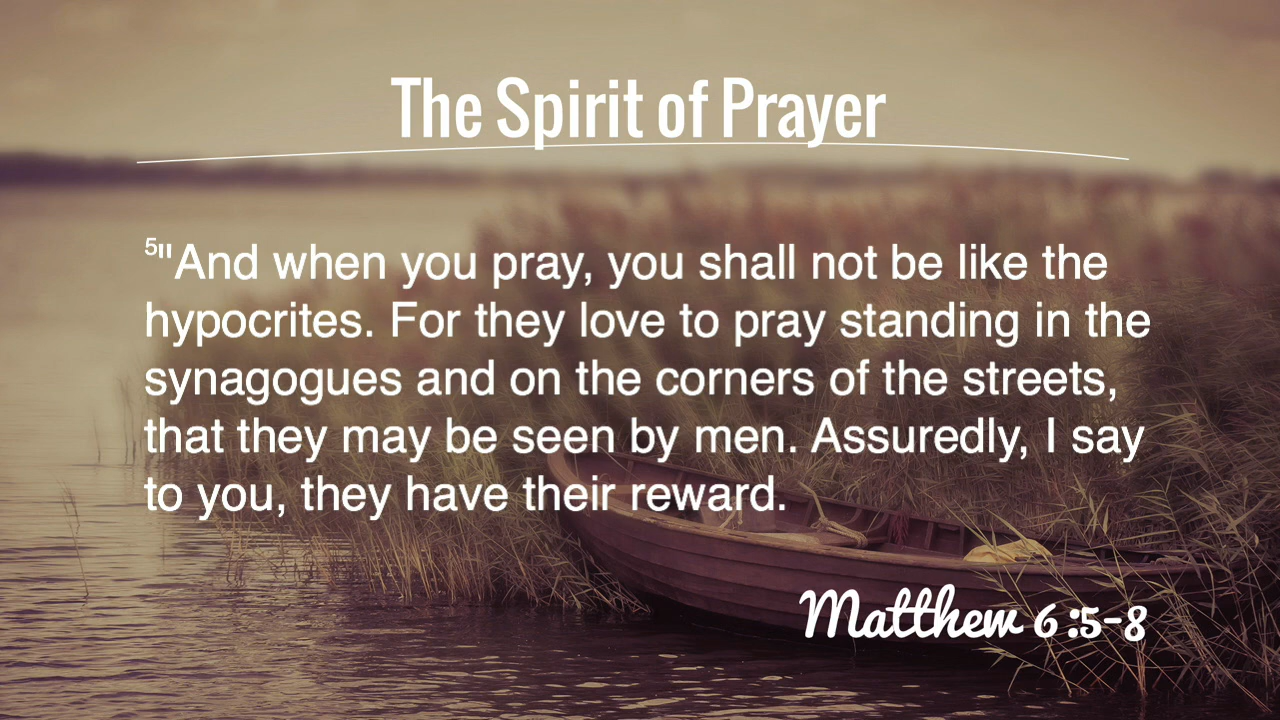 The Spirit of Prayer
5"And when you pray, you shall not be like the
hypocrites. For they love to pray standing in the
synagogues and on the corners of the streets,
that they may be seen by men. Assuredly, I say
to you, they have their reward.
Matthew 6:5-8